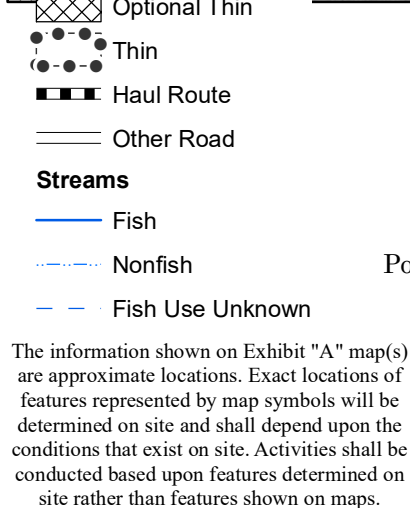 Optional Thin
Thin
Haul Route
Other Road
Streams
Fish
Nonfish
Po
Fish Use Unknown
The information shown on Exhibit "A" map(s)
are approximate locations. Exact locations of
features represented by map symbols will be
determined on site and shall depend upon the
conditions that exist on site. Activities shall be
conducted based upon features determined on
site rather than features shown on maps.